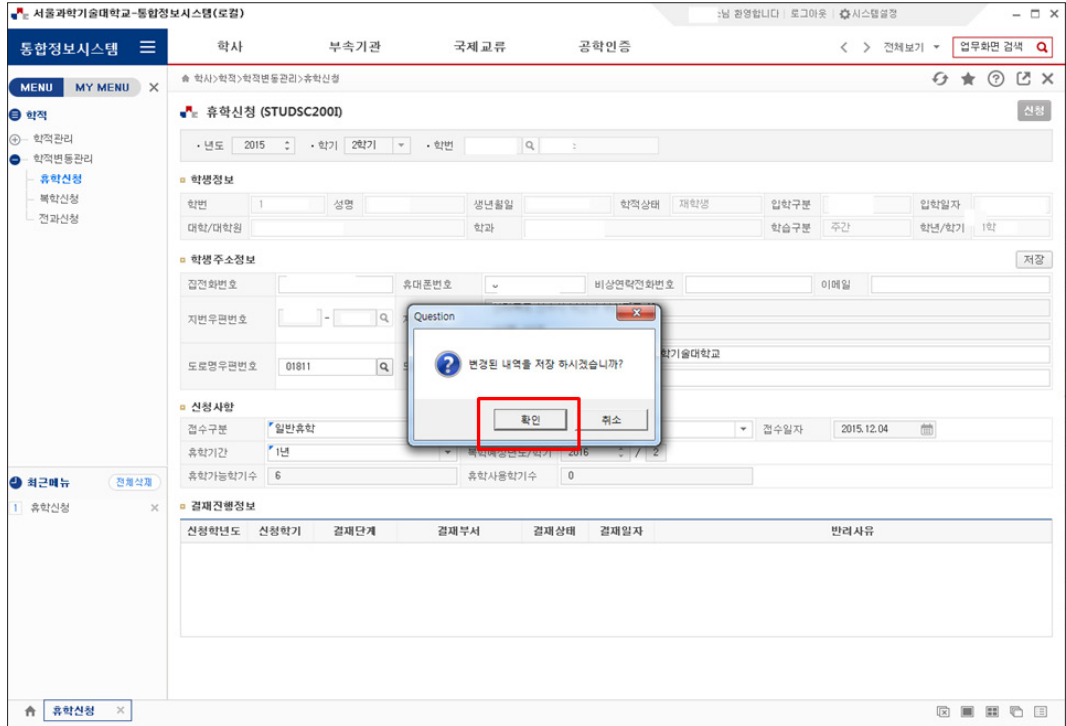 서울과학기술대학교-통합정보시스템(로컬)
:님 환영합니다 | 로그아웃 | 시스템설정
통합정보시스템
학사 부속기관 국제교류 공학인증
전체보기 업무화면 검색
MENU MY MENU
학사>학적>학적변동관리>휴학신청
학적
학적관리
학적변동관리
휴학신청
복학신청
전과신청
휴학신청 (STUDSC200I) 신청
· 년도 2015 · 학기 2학기 · 학번
학생정보
학번 1 성명 생년월일 학적상태 재학생 입학구분 입학일자
대학/대학원 학과 학습구분 주간 학년/학기 1학
학생주소정보 저장
집전화번호 휴대폰번호 비상연락전화번호 이메일
지번우편번호 -
도로명우편번호 01811 학기술대학교
Question
변경된 내역을 저장 하시겠습니까?
확인 취소
신청사항
접수구분 일반휴학 접수일자 2015.12.04
휴학기간 1년 복학예정년도/학기 2016 / 2
휴학가능학기수 6 휴학사용학기수 0
결재진행정보
신청학년도 신청학기 결재단계 결재부서 결재상태 결재일자 반려사유
최근메뉴 전체삭제
1 휴학신청
휴학신청